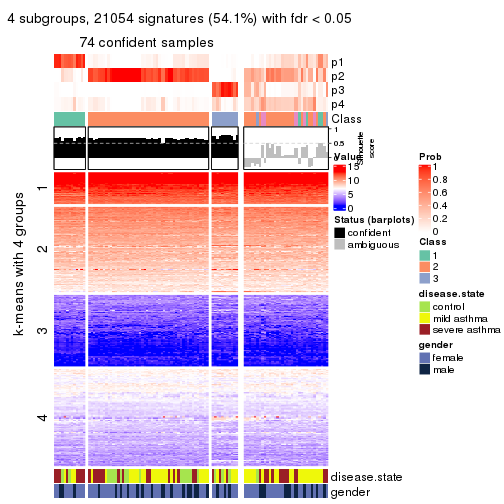 4 subgroups, 21054 signatures (54.1%) with fdr < 0.05
74 confident samples
p1
p2
p3
p4
Class
1
0.5
0
Silhouette
score
k-means with 4 groups
1
2
3
4
disease.state
gender
Value
15
10
5
0
Status (barplots)
confident
ambiguous
Prob
1
0.8
0.6
0.4
0.2
0
Class
1
2
3
disease.state
control
mild asthma
severe asthma
gender
female
male